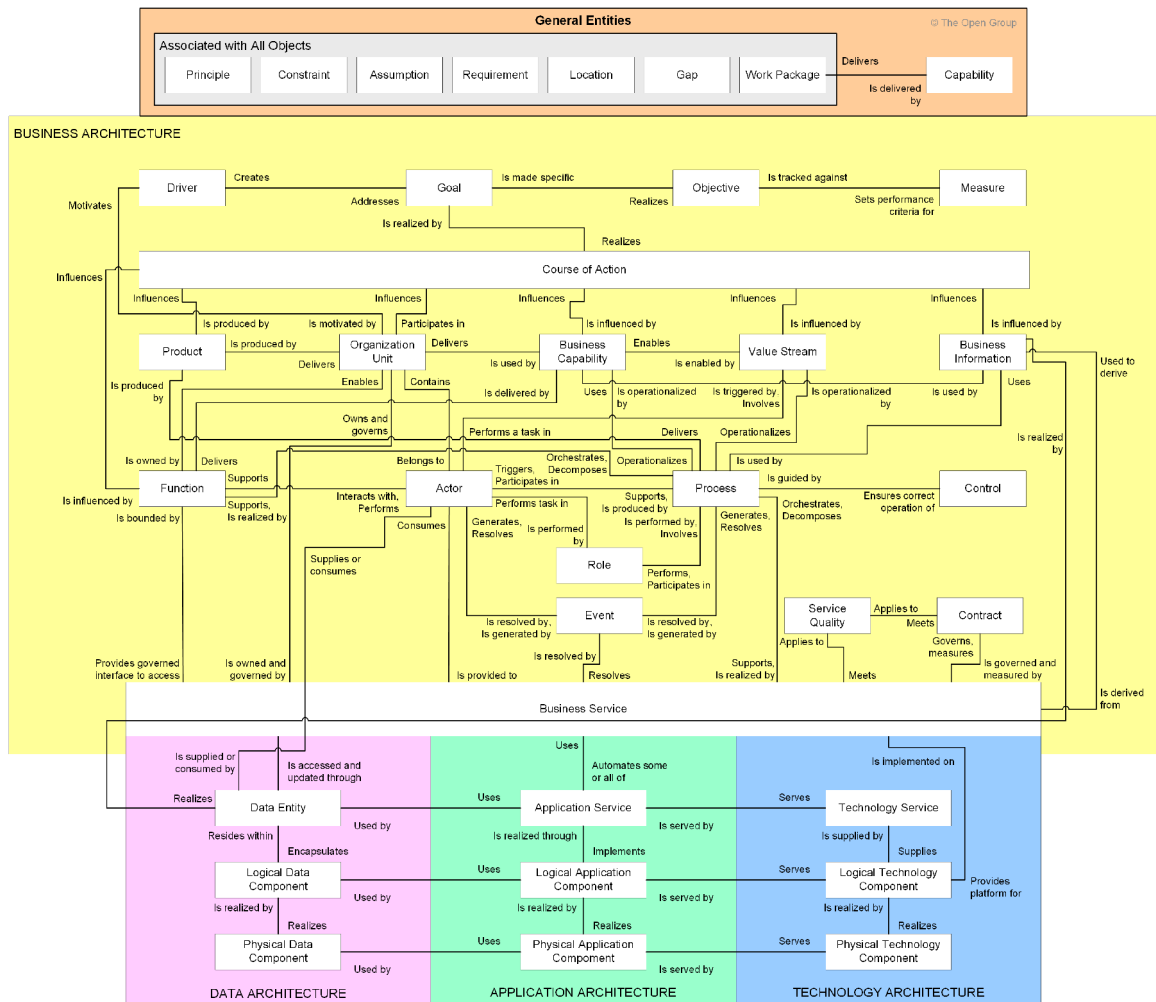 General Entities
© The Open Group
Associated with All Objects
Principle
Constraint
Assumption
Requirement
Location
Gap
Work Package
Delivers
Is delivered
by
Capability
BUSINESS ARCHITECTURE
Driver
Creates
Goal
Is made specific
Objective
Is tracked against
Measure
Motivates
Addresses
Realizes
Sets performance
criteria for
Is realized by
Realizes
Influences
Course of Action
Influences
Influences
Influences
Influences
Influences
Is produced by
Is motivated by
Participates in
Is influenced by
Is influenced by
Is influenced by
Product
Is produced by
Organization
Unit
Delivers
Business
Capability
Enables
Value Stream
Business
Information
Used to
derive
Delivers
Is used by
Is enabled by
Is produced
by
Enables
Contains
Is delivered by
Uses
Is operationalized
by
Is triggered by,
Involves
Is operationalized
by
Is used by
Uses
Owns and
governs
Performs a task in
Delivers
Operationalizes
Is realized
by
Is owned by
Delivers
Belongs to
Orchestrates,
Decomposes
Operationalizes
Is used by
Supports
Triggers,
Participates in
Is guided by
Function
Actor
Process
Control
Is influenced by
Supports,
Is realized by
Interacts with,
Performs
Performs task in
Supports,
Is produced by
Orchestrates,
Decomposes
Ensures correct
operation of
Is bounded by
Consumes
Generates,
Resolves
Is performed
by
Is performed by,
Involves
Generates,
Resolves
Supplies or
consumes
Role
Performs,
Participates in
Event
Service
Quality
Applies to
Meets
Contract
Is resolved by,
Is generated by
Is resolved by,
Is generated by
Is resolved by
Applies to
Governs,
measures
Provides governed
interface to access
Is owned and
governed by
Is provided to
Resolves
Supports,
Is realized by
Meets
Is governed and
measured by
Business Service
Is derived
from
Is supplied or
consumed by
Is accessed and
updated through
Uses
Automates some
or all of
Is implemented on
Realizes
Data Entity
Uses
Used by
Application Service
Serves
Is served by
Technology Service
Resides within
Encapsulates
Is realized through
Implements
Is supplied by
Supplies
Logical Data
Component
Uses
Used by
Logical Application
Component
Serves
Is served by
Logical Technology
Component
Provides
platform for
Is realized by
Realizes
Is realized by
Realizes
Is realized by
Realizes
Physical Data
Component
Uses
Used by
Physical Application
Compoment
Serves
Is served by
Physical Technology
Component
DATA ARCHITECTURE
APPLICATION ARCHITECTURE
TECHNOLOGY ARCHITECTURE